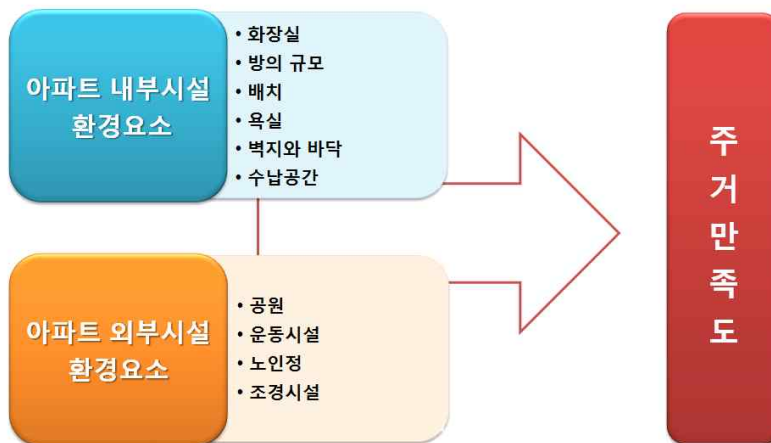 아파트 내부시설
환경요소
• 화장실
• 방의 규모
• 배치
• 욕실
• 벽지와 바닥
• 수납공간
아파트 외부시설
환경요소
• 공원
• 운동시설
• 노인정
• 조경시설
주
거
만
족
도